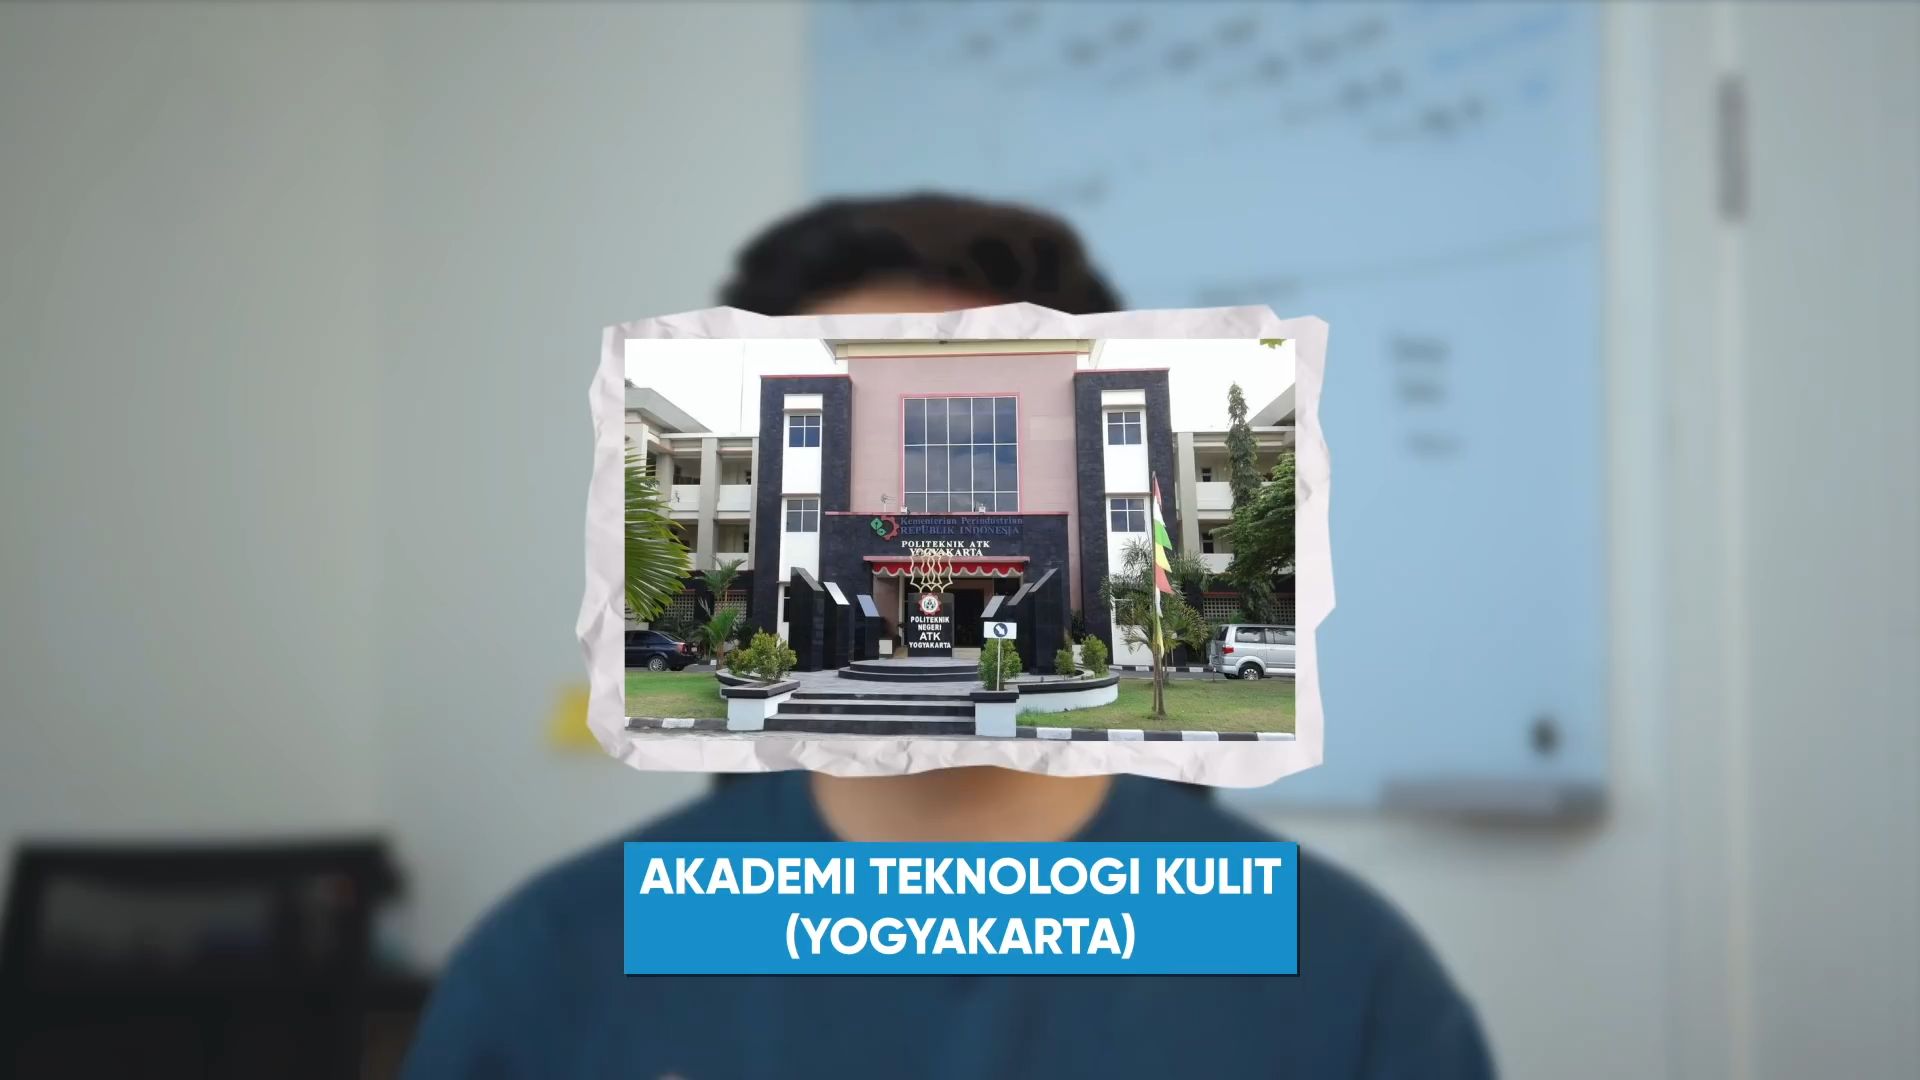 Kementerian Perindustrian
REPUBLIK INDONESIA
POLITEKNIK ATK
YOGYAKARTA
POLITEKNIK
NEGERI
ATK
YOGYAKARTA
AKADEMI TEKNOLOGI KULIT
(YOGYAKARTA)